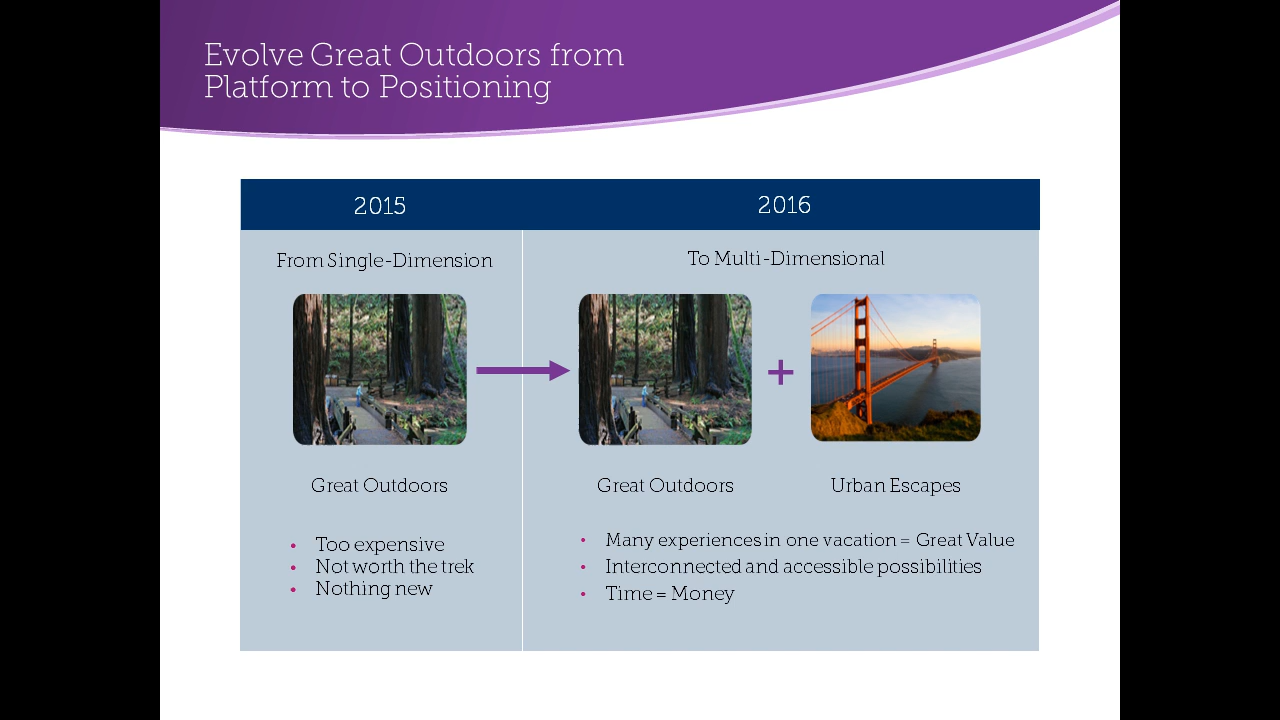 Evolve Great Outdoors from
Platform to Positioning
2015
2016
From Single-Dimension
To Multi-Dimensional
+
Great Outdoors
Great Outdoors
Urban Escapes
• Too expensive
• Not worth the trek
• Nothing new
• Many experiences in one vacation = Great Value
• Interconnected and accessible possibilities
• Time = Money